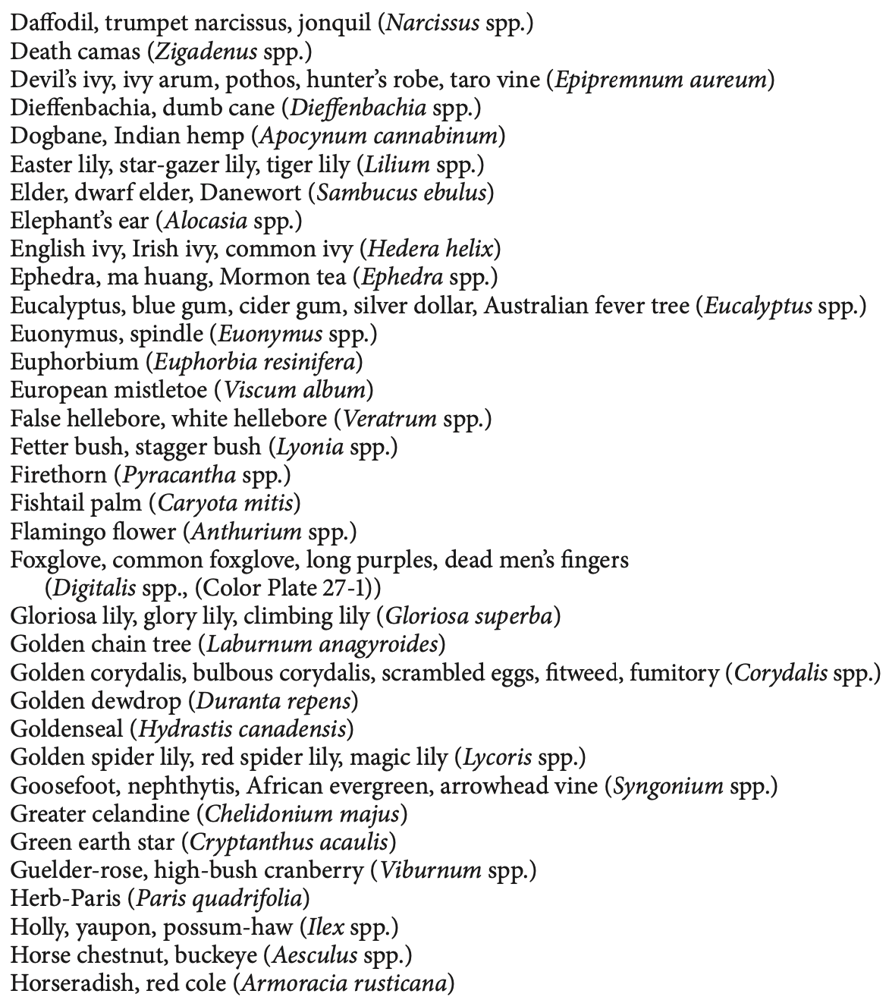 Daffodil, trumpet narcissus, jonquil (Narcissus spp.)
Death camas (Zigadenus spp.)
Devil’s ivy, ivy arum, pothos, hunter’s robe, taro vine (Epipremnum aureum)
Dieffenbachia, dumb cane (Dieffenbachia spp.)
Dogbane, Indian hemp (Apocynum cannabinum)
Easter lily, star-gazer lily, tiger lily (Lilium spp.)
Elder, dwarf elder, Danewort (Sambucus ebulus)
Elephant’s ear (Alocasia spp.)
English ivy, Irish ivy, common ivy (Hedera helix)
Ephedra, ma huang, Mormon tea (Ephedra spp.)
Eucalyptus, blue gum, cider gum, silver dollar, Australian fever tree (Eucalyptus spp.)
Euonymus, spindle (Euonymus spp.)
Euphorbium (Euphorbia resinifera)
European mistletoe (Viscum album)
False hellebore, white hellebore (Veratrum spp.)
Fetter bush, stagger bush (Lyonia spp.)
Firethorn (Pyracantha spp.)
Fishtail palm (Caryota mitis)
Flamingo flower (Anthurium spp.)
Foxglove, common foxglove, long purples, dead men’s fingers
(Digitalis spp., (Color Plate 27-1))
Gloriosa lily, glory lily, climbing lily (Gloriosa superba)
Golden chain tree (Laburnum anagyroides)
Golden corydalis, bulbous corydalis, scrambled eggs, fitweed, fumitory (Corydalis spp.)
Golden dewdrop (Duranta repens)
Goldenseal (Hydrastis canadensis)
Golden spider lily, red spider lily, magic lily (Lycoris spp.)
Goosefoot, nephthytis, African evergreen, arrowhead vine (Syngonium spp.)
Greater celandine (Chelidonium majus)
Green earth star (Cryptanthus acaulis)
Guelder-rose, high-bush cranberry (Viburnum spp.)
Herb-Paris (Paris quadrifolia)
Holly, yaupon, possum-haw (Ilex spp.)
Horse chestnut, buckeye (Aesculus spp.)
Horseradish, red cole (Armoracia rusticana)